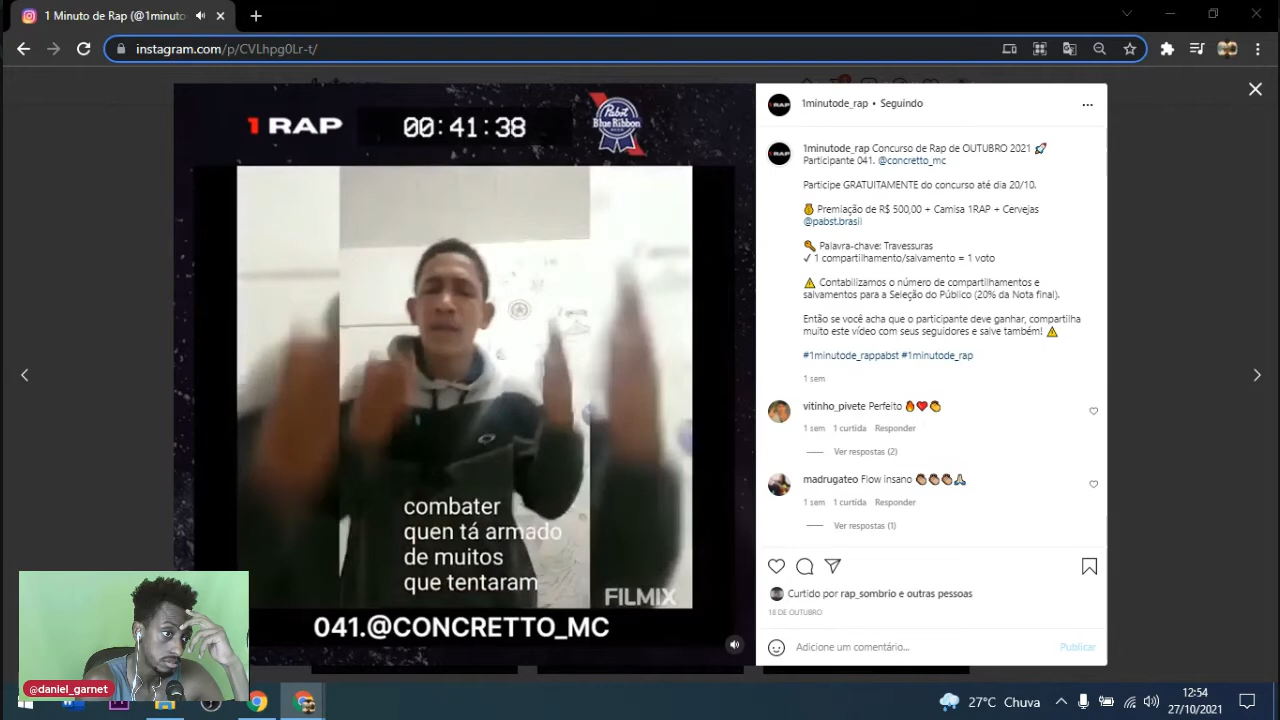 1 Minuto de Rap (@1minuto
instagram.com/p/CVLhpg0Lr-t/
1 RAP
00:41:38
Pabst
Blue Ribbon
combater
quen tá armado
de muitos
que tentaram
FILMIX
041.@CONCRETTO_MC
@daniel_garnet
1minutode_rap • Seguindo
1minutode_rap Concurso de Rap de OUTUBRO 2021 🚀
Participante 041. @concretto_mc
Participe GRATUITAMENTE do concurso até dia 20/10.
🏅 Premiação de R$ 500,00 + Camisa 1RAP + Cervejas
@pabst.brasil
🔑 Palavra-chave: Travessuras
✓ 1 compartilhamento/salvamento = 1 voto
⚠️ Contabilizamos o número de compartilhamentos e
salvamentos para a Seleção do Público (20% da Nota final).
Então se você acha que o participante deve ganhar, compartilha
muito este vídeo com seus seguidores e salve também! ⚠️
#1minutode_rappabst #1minutode_rap
1 sem
vitinho_pivete Perfeito 🔥❤️👏
1 sem 1 curtida Responder
Ver respostas (2)
madrugateo Flow insano 👏🏽👏🏽👏🏽🙏🏼
1 sem 1 curtida Responder
Ver respostas (1)
Curtido por rap_sombrio e outras pessoas
18 DE OUTUBRO
Adicione um comentário...
Publicar
27°C Chuva
12:54
27/10/2021